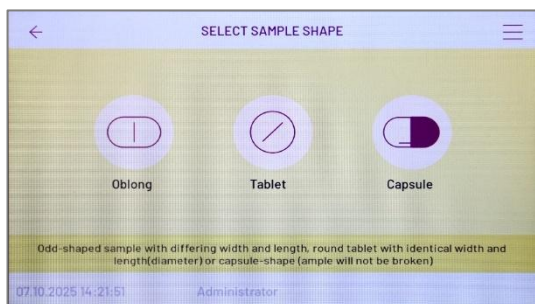 SELECT SAMPLE SHAPE
Oblong
Tablet
Capsule
Odd-shaped sample with differing width and length, round tablet with identical width and
length(diameter) or capsule-shape (ample will not be broken)
07.10.2025 14:21:51
Administrator